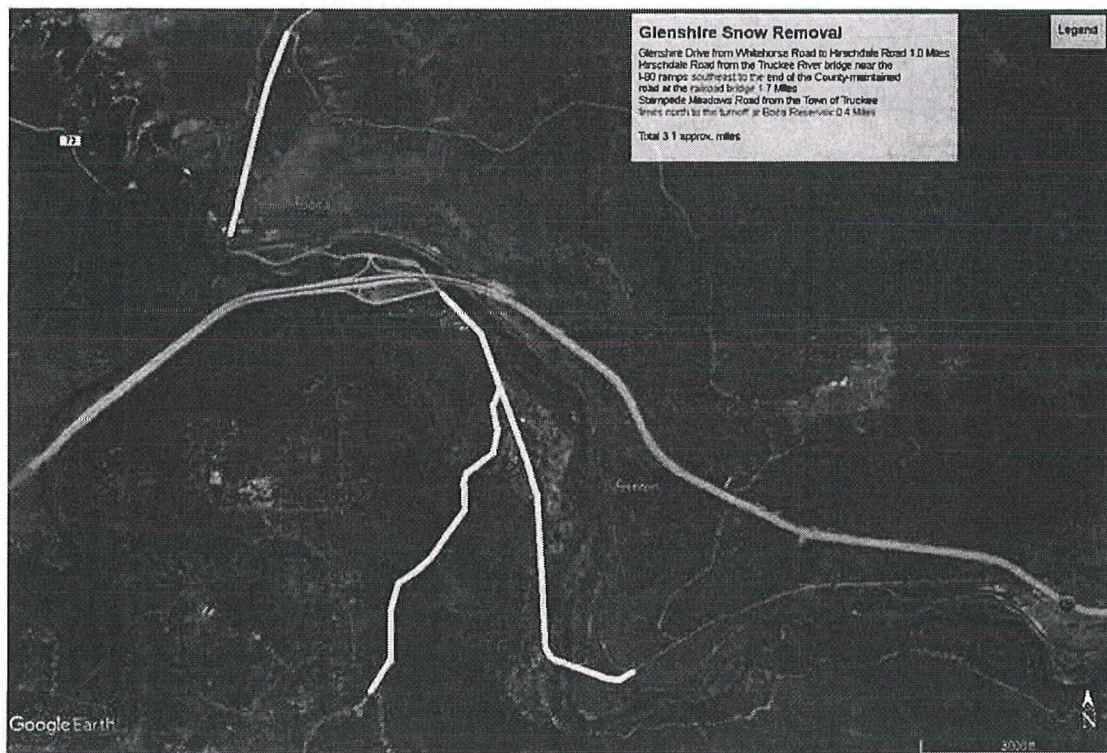 Glenshire Snow Removal
Legend
Glenshire Drive from Whitehorse Road to Hirschdale Road 1.0 Miles
Hirschdale Road from the Truckee River bridge near the
I-80 ramps southeast to the end of the County-maintained
road at the railroad bridge 1.7 Miles
Stampede Meadows Road from the Town of Truckee
limits north to the turnoff at Boca Reservoir 0.4 Miles
Total 3.1 approx. miles
Google Earth
N
3000 ft